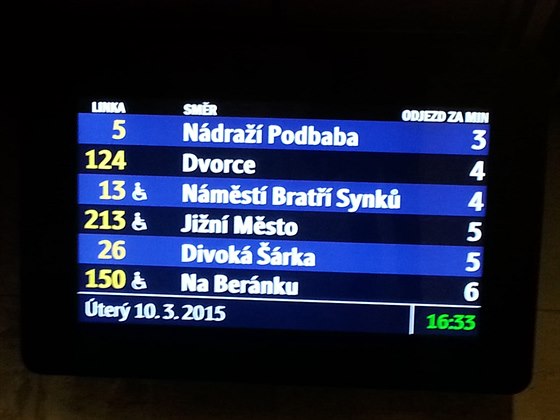 LINKA SMĚR ODJEZD ZA MIN
5 Nádraží Podbaba 3
124 Dvorce 4
13 Náměstí Bratří Synků 4
213 Jižní Město 5
26 Divoká Šárka 5
150 Na Beránku 6
Úterý 10. 3. 2015 16:33